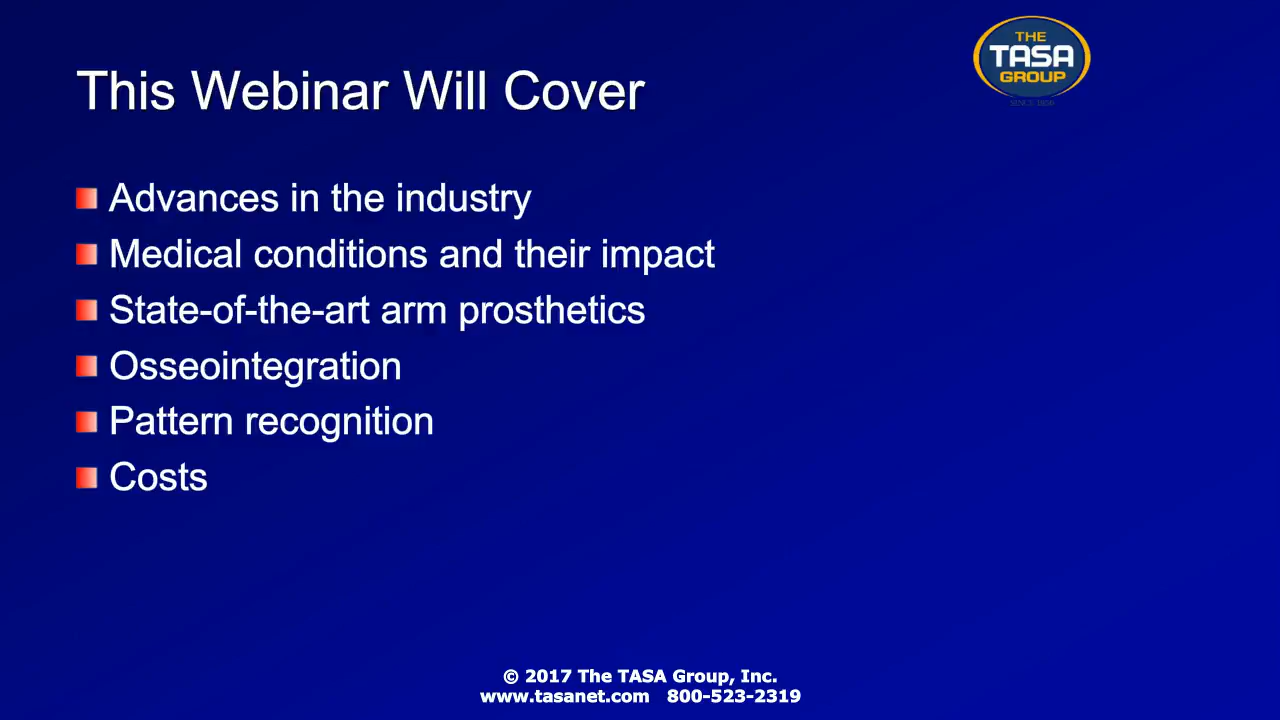 THE
TASA
GROUP
This Webinar Will Cover
Advances in the industry
Medical conditions and their impact
State-of-the-art arm prosthetics
Osseointegration
Pattern recognition
Costs
© 2017 The TASA Group, Inc.
www.tasanet.com 800-523-2319